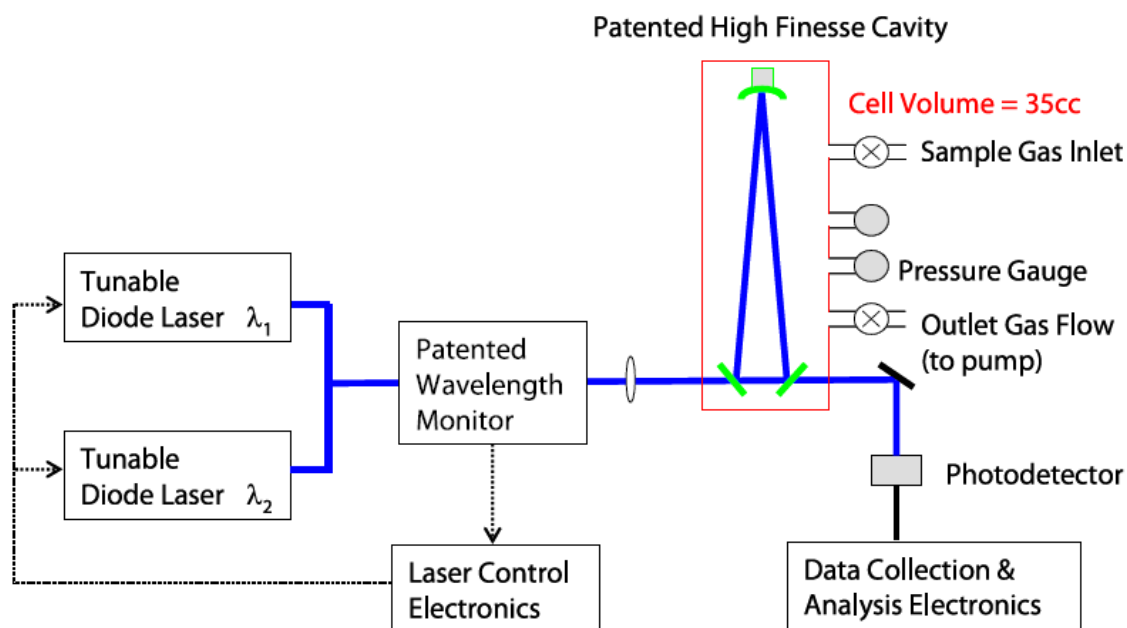 Patented High Finesse Cavity
Cell Volume = 35cc
Sample Gas Inlet
Pressure Gauge
Outlet Gas Flow
(to pump)
Tunable
Diode Laser λ1
Patented
Wavelength
Monitor
Tunable
Diode Laser λ2
Photodetector
Laser Control
Electronics
Data Collection &
Analysis Electronics